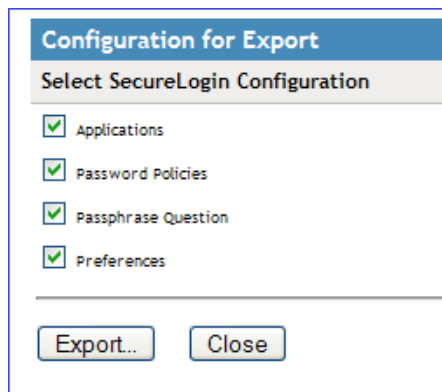 Configuration for Export
Select SecureLogin Configuration
Applications
Password Policies
Passphrase Question
Preferences
Export... Close